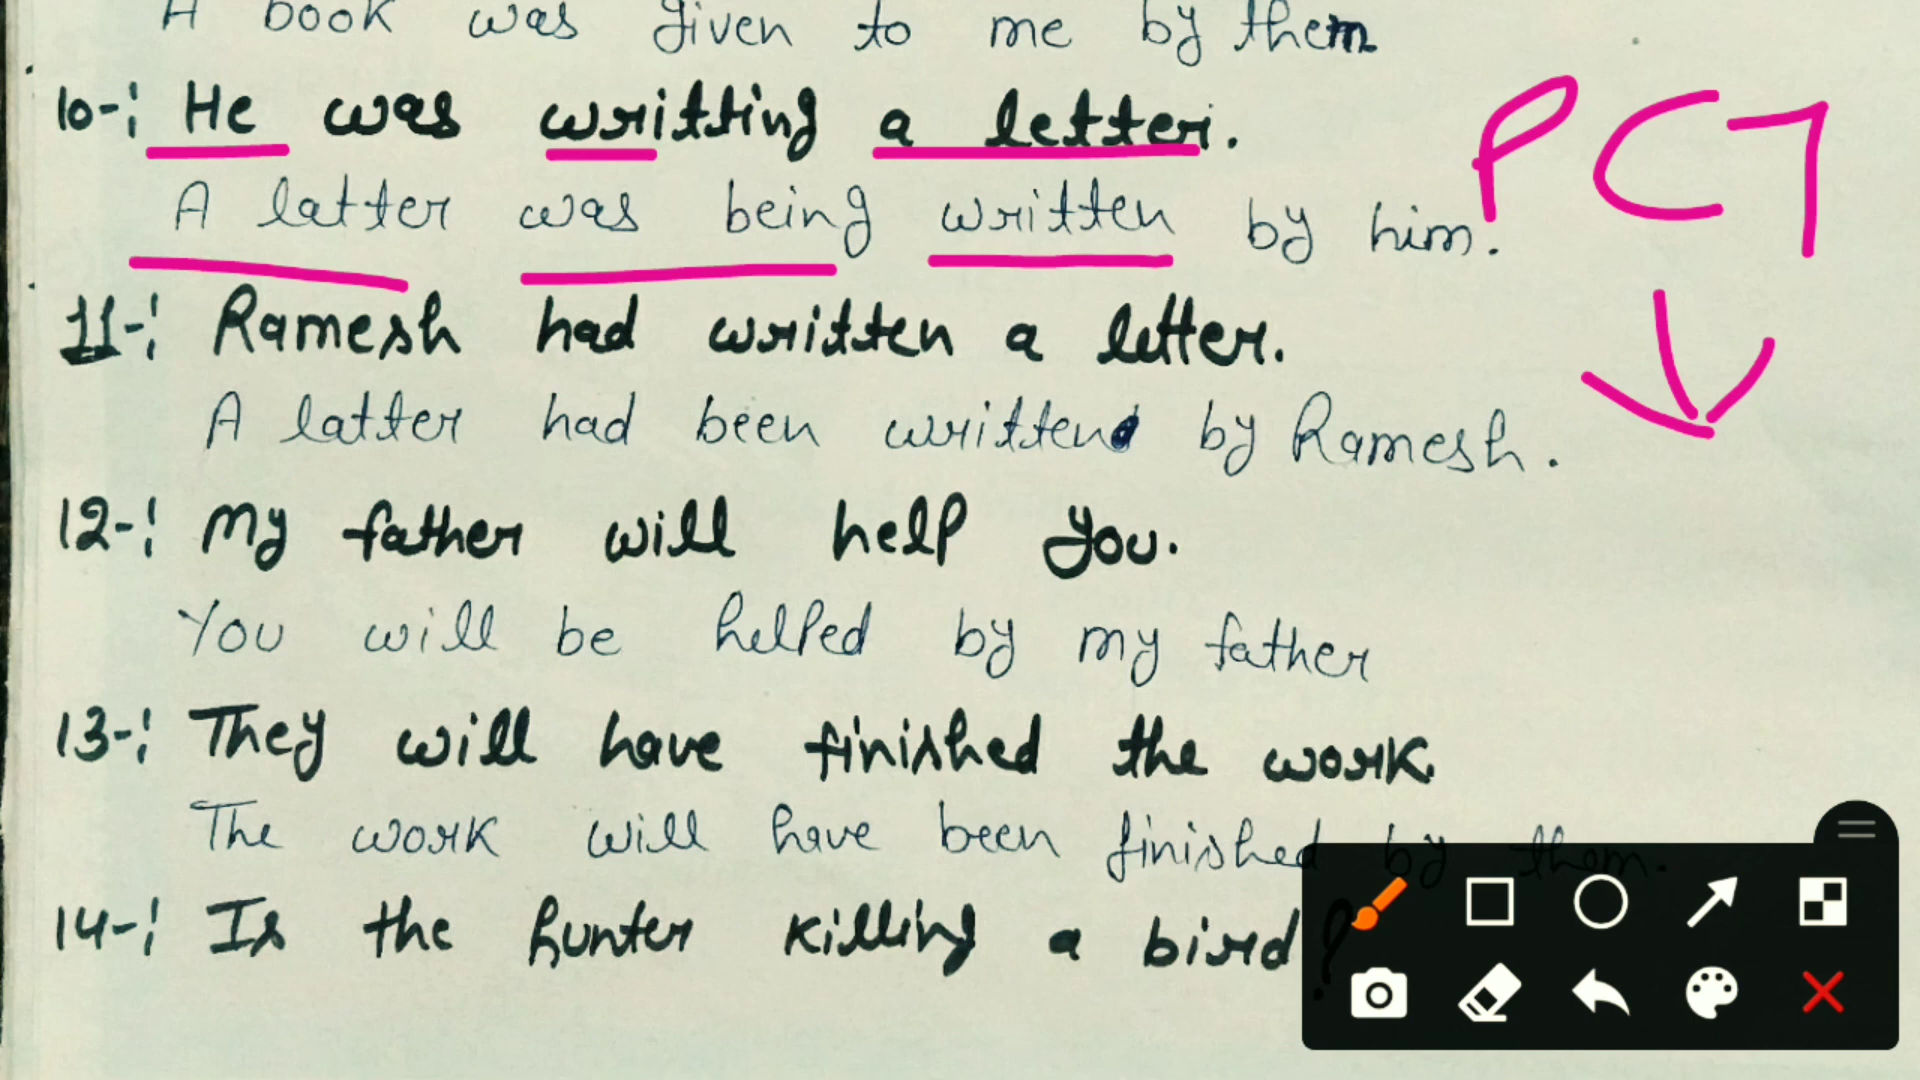 A book was given to me by them
10-: He was writting a letter.
PCT
A latter was being written by him.
11-: Ramesh had written a letter.
A latter had been written by Ramesh.
12-: My father will help you.
You will be helped by my father
13-: They will have finished the work.
The work will have been finished by them.
14-: Is the hunter killing a bird?